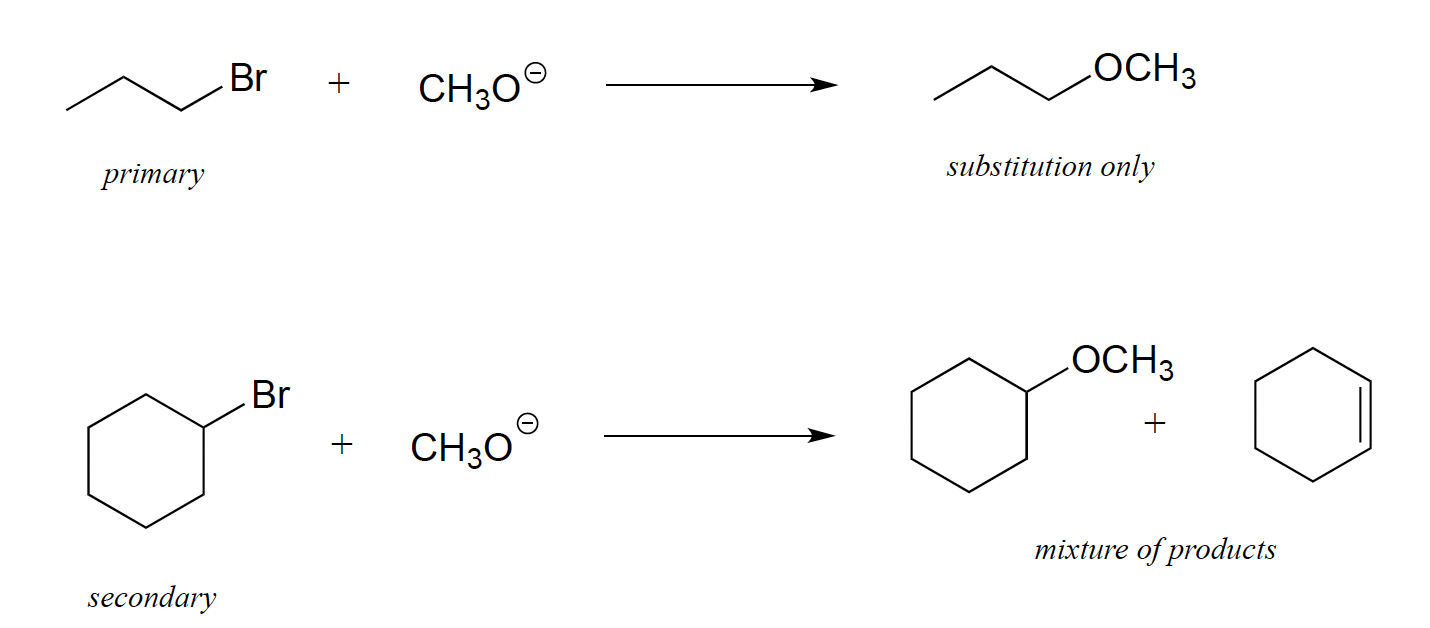 Br + CH₃O⊖ OCH₃
primary substitution only
Br + CH₃O⊖ OCH₃ +
secondary mixture of products